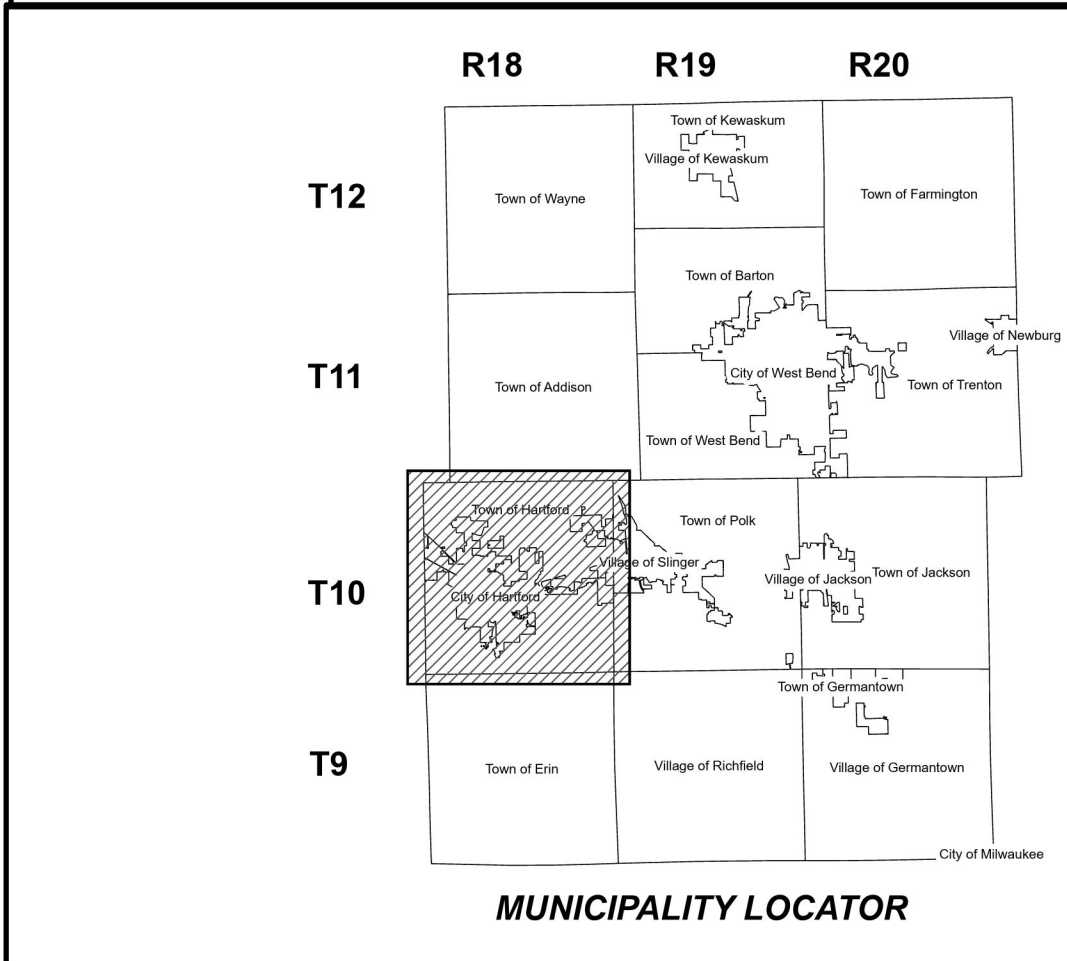 R18 R19 R20
Town of Kewaskum
Village of Kewaskum
T12
Town of Wayne
Town of Farmington
Town of Barton
Village of Newburg
City of West Bend
T11
Town of Addison
Town of Trenton
Town of West Bend
Town of Hartford
Town of Polk
Village of Slinger
Village of Jackson
Town of Jackson
T10
City of Hartford
Town of Germantown
T9
Town of Erin
Village of Richfield
Village of Germantown
City of Milwaukee
MUNICIPALITY LOCATOR